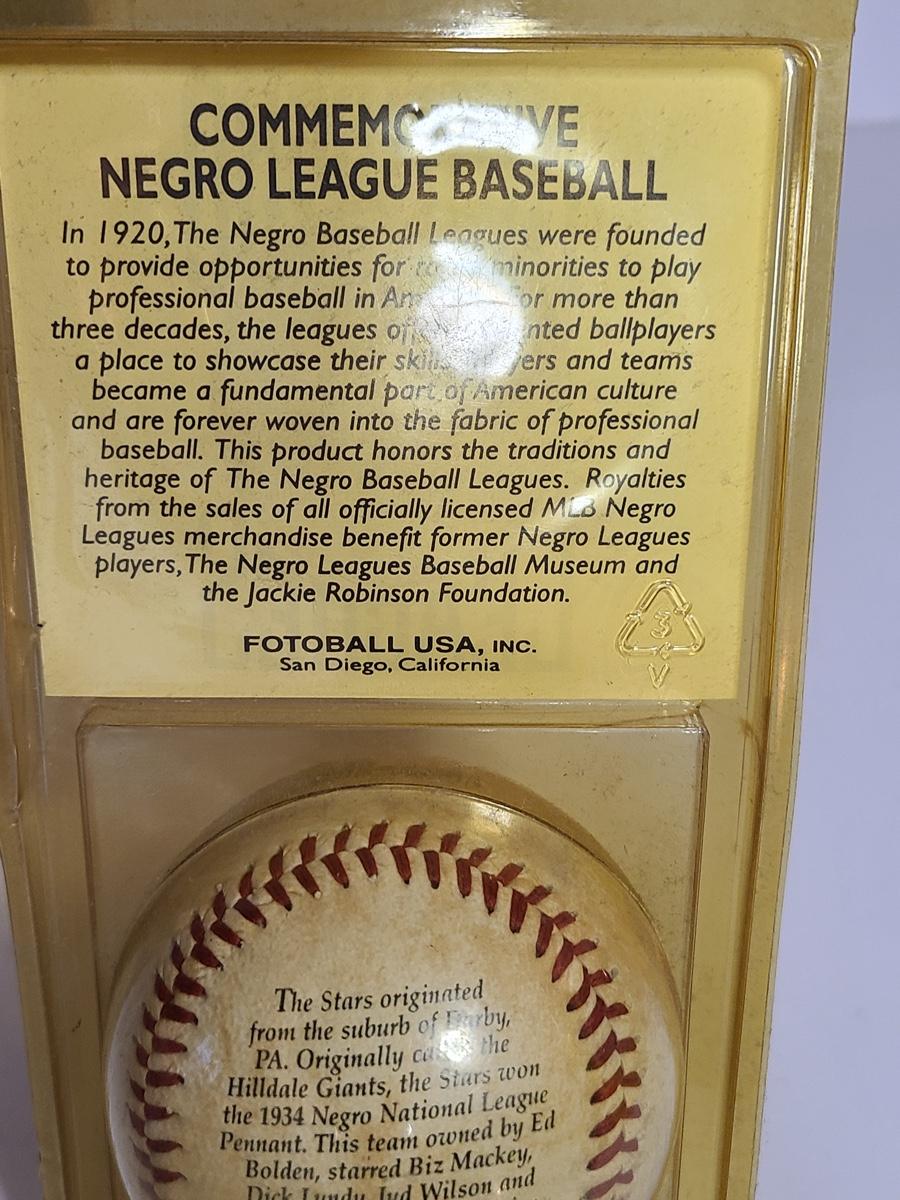 COMMEMORATIVE
NEGRO LEAGUE BASEBALL
In 1920, The Negro Baseball Leagues were founded
to provide opportunities for minorities to play
professional baseball in for more than
three decades, the leagues ballplayers
a place to showcase their and teams
became a fundamental part of American culture
and are forever woven into the fabric of professional
baseball. This product honors the traditions and
heritage of The Negro Baseball Leagues. Royalties
from the sales of all officially licensed MLB Negro
Leagues merchandise benefit former Negro Leagues
players, The Negro Leagues Baseball Museum and
the Jackie Robinson Foundation.
3
V
FOTOBALL USA, INC.
San Diego, California
The Stars originated
from the suburb of Darby,
PA. Originally the
Hilldale Giants, the Stars won
the 1934 Negro National League
Pennant. This team owned by Ed
Bolden, starred Biz Mackey,
Dick Lundy, Jud Wilson and